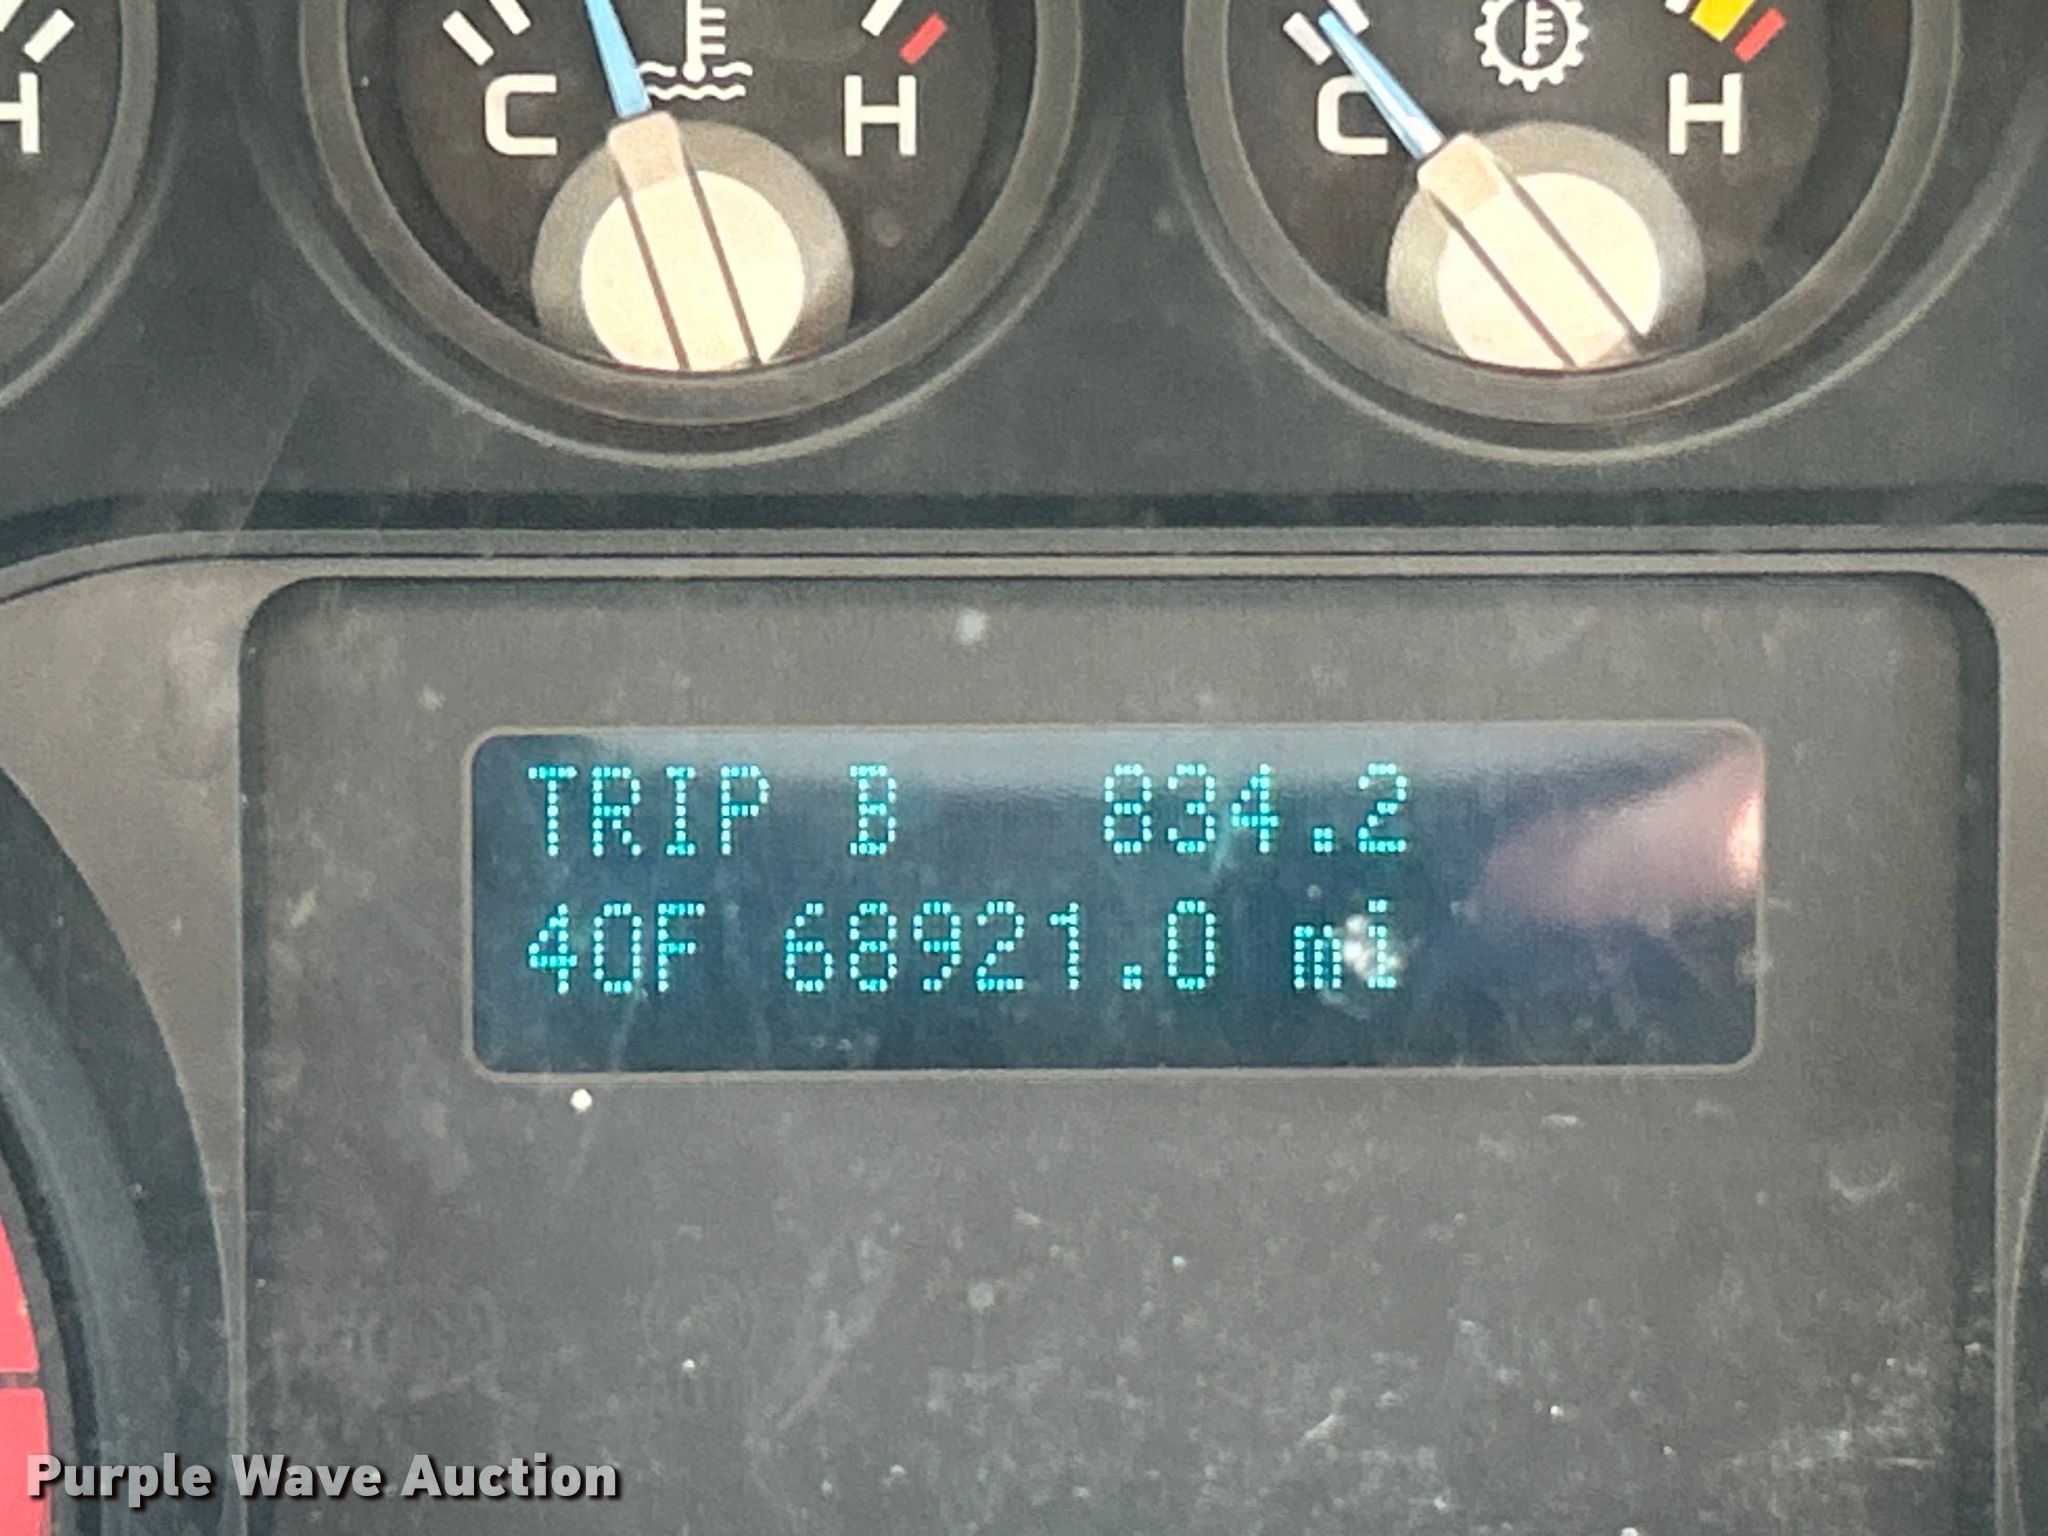 H
C H
C H
TRIP B 834.2
40F 68921.0 mi
Purple Wave Auction